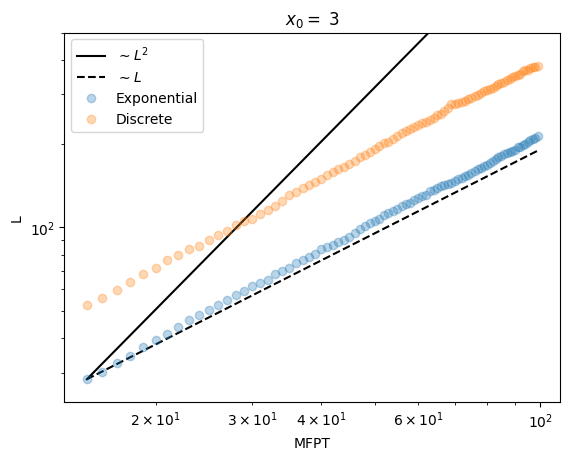 x₀ = 3
~ L²
~ L
Exponential
Discrete
L
10²
2 × 10¹
3 × 10¹
4 × 10¹
6 × 10¹
10²
MFPT